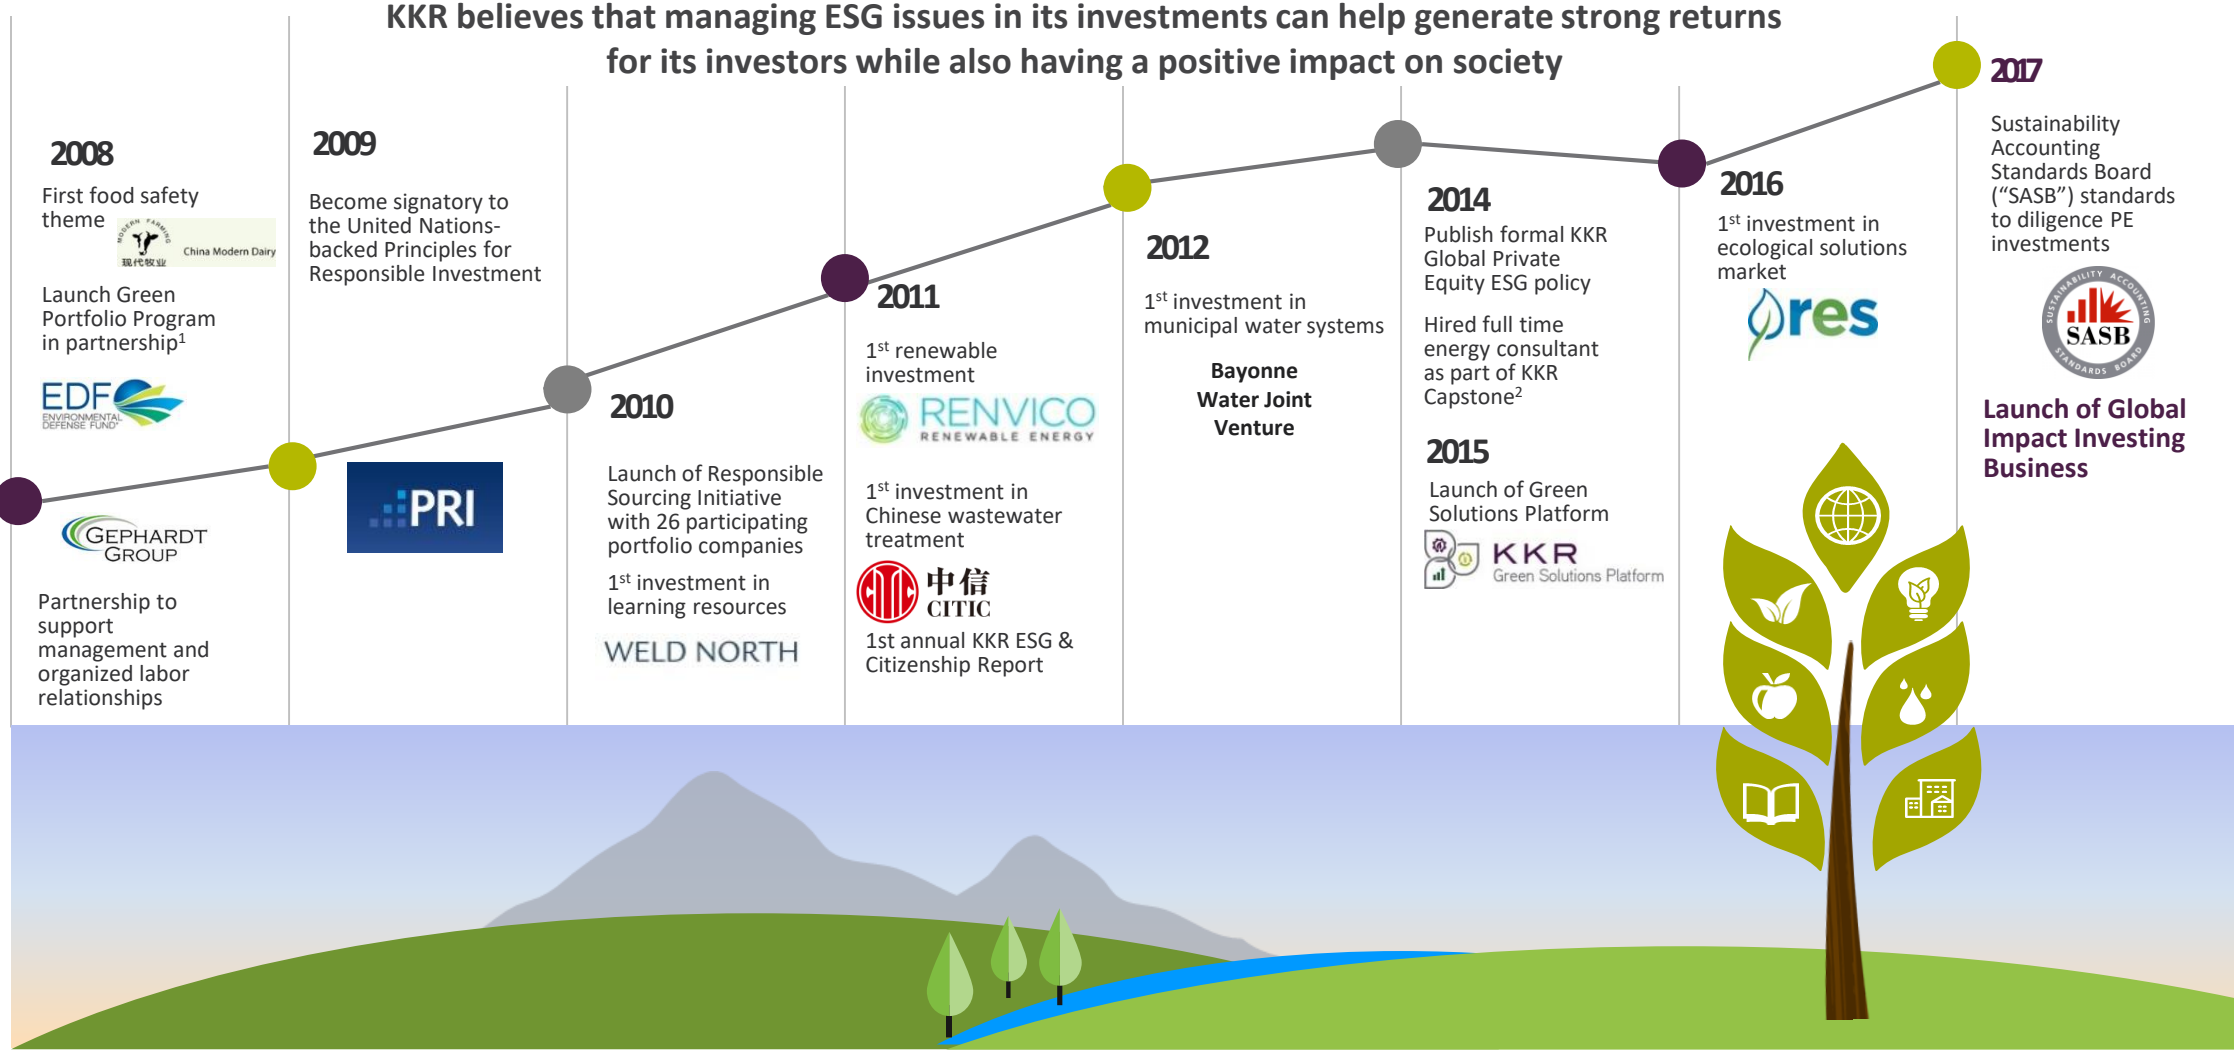 KKR believes that managing ESG issues in its investments can help generate strong returns
for its investors while also having a positive impact on society
2008
First food safety
theme
MODERN FARMING
现代牧业
China Modern Dairy
Launch Green
Portfolio Program
in partnership1
EDF
ENVIRONMENTAL
DEFENSE FUND®
GEPHARDT
GROUP
Partnership to
support
management and
organized labor
relationships
2009
Become signatory to
the United Nations-
backed Principles for
Responsible Investment
PRI
2010
Launch of Responsible
Sourcing Initiative
with 26 participating
portfolio companies
1st investment in
learning resources
WELD NORTH
2011
1st renewable
investment
RENVICO
RENEWABLE ENERGY
1st investment in
Chinese wastewater
treatment
中信
CITIC
1st annual KKR ESG &
Citizenship Report
2012
1st investment in
municipal water systems
Bayonne
Water Joint
Venture
2014
Publish formal KKR
Global Private
Equity ESG policy
Hired full time
energy consultant
as part of KKR
Capstone2
2015
Launch of Green
Solutions Platform
KKR
Green Solutions Platform
2016
1st investment in
ecological solutions
market
res
2017
Sustainability
Accounting
Standards Board
(“SASB”) standards
to diligence PE
investments
SUSTAINABILITY ACCOUNTING
SASB
STANDARDS BOARD
Launch of Global
Impact Investing
Business